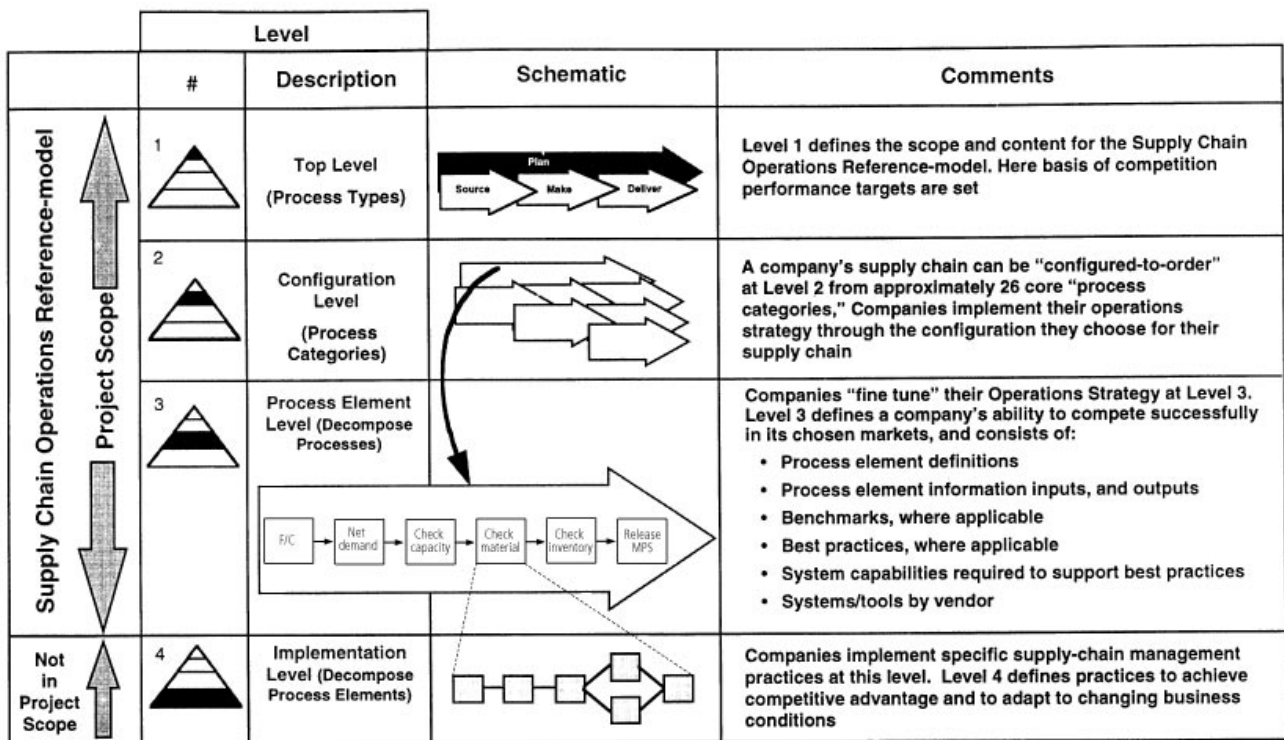 Level
#
Description
Schematic
Comments
Supply Chain Operations Reference-model
Project Scope
1
Top Level
(Process Types)
Plan
Source
Make
Deliver
Level 1 defines the scope and content for the Supply Chain
Operations Reference-model. Here basis of competition
performance targets are set
2
Configuration
Level
(Process
Categories)
A company's supply chain can be “configured-to-order”
at Level 2 from approximately 26 core “process
categories,” Companies implement their operations
strategy through the configuration they choose for their
supply chain
3
Process Element
Level (Decompose
Processes)
F/C
Net
demand
Check
capacity
Check
material
Check
inventory
Release
MPS
Companies “fine tune” their Operations Strategy at Level 3.
Level 3 defines a company's ability to compete successfully
in its chosen markets, and consists of:
• Process element definitions
• Process element information inputs, and outputs
• Benchmarks, where applicable
• Best practices, where applicable
• System capabilities required to support best practices
• Systems/tools by vendor
Not
in
Project
Scope
4
Implementation
Level (Decompose
Process Elements)
Companies implement specific supply-chain management
practices at this level. Level 4 defines practices to achieve
competitive advantage and to adapt to changing business
conditions